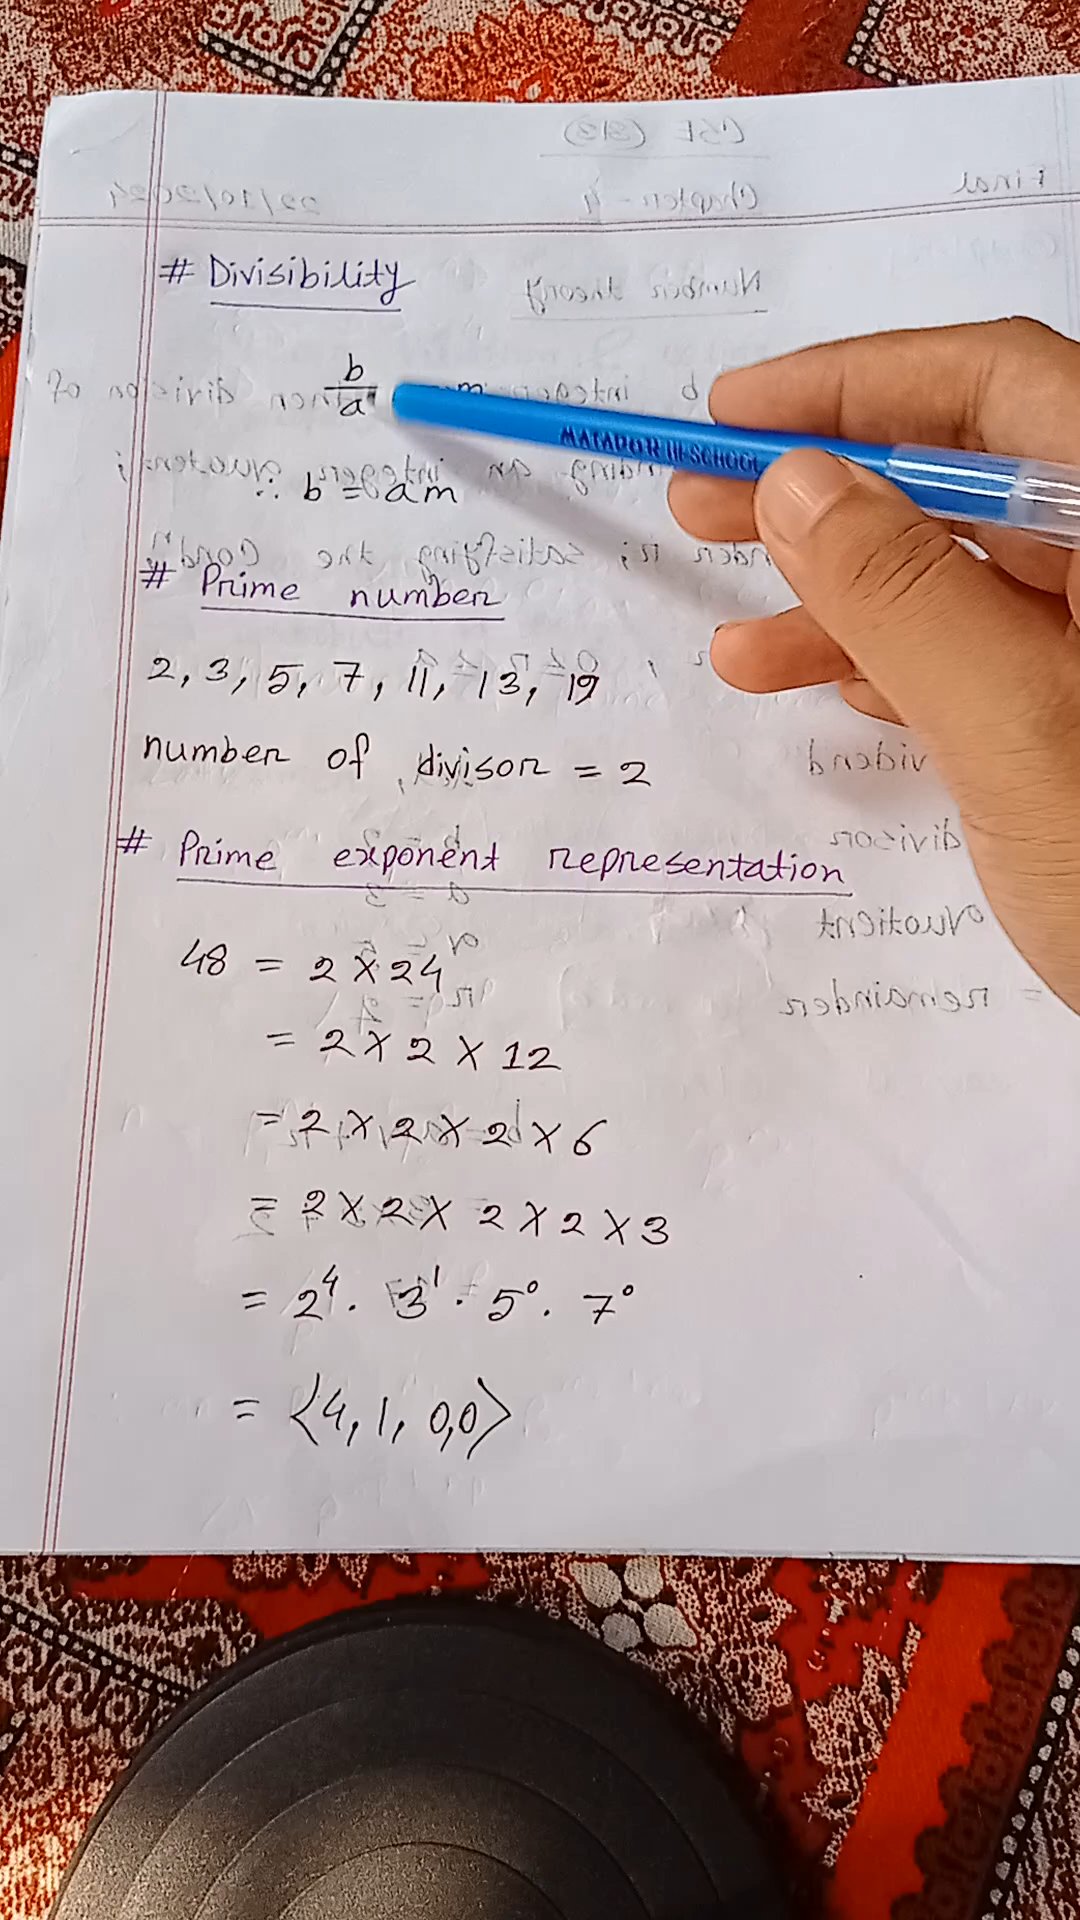 # Divisibility
b
a
MATADOR HI-SCHOOL
∴ b = am
# Prime number
2, 3, 5, 7, 11, 13, 19
number of divisor = 2
# Prime exponent representation
48 = 2 × 24
= 2 × 2 × 12
= 2 × 2 × 2 × 6
= 2 × 2 × 2 × 2 × 3
= 2⁴ · 3¹ · 5⁰ · 7⁰
= ⟨4, 1, 0,0⟩